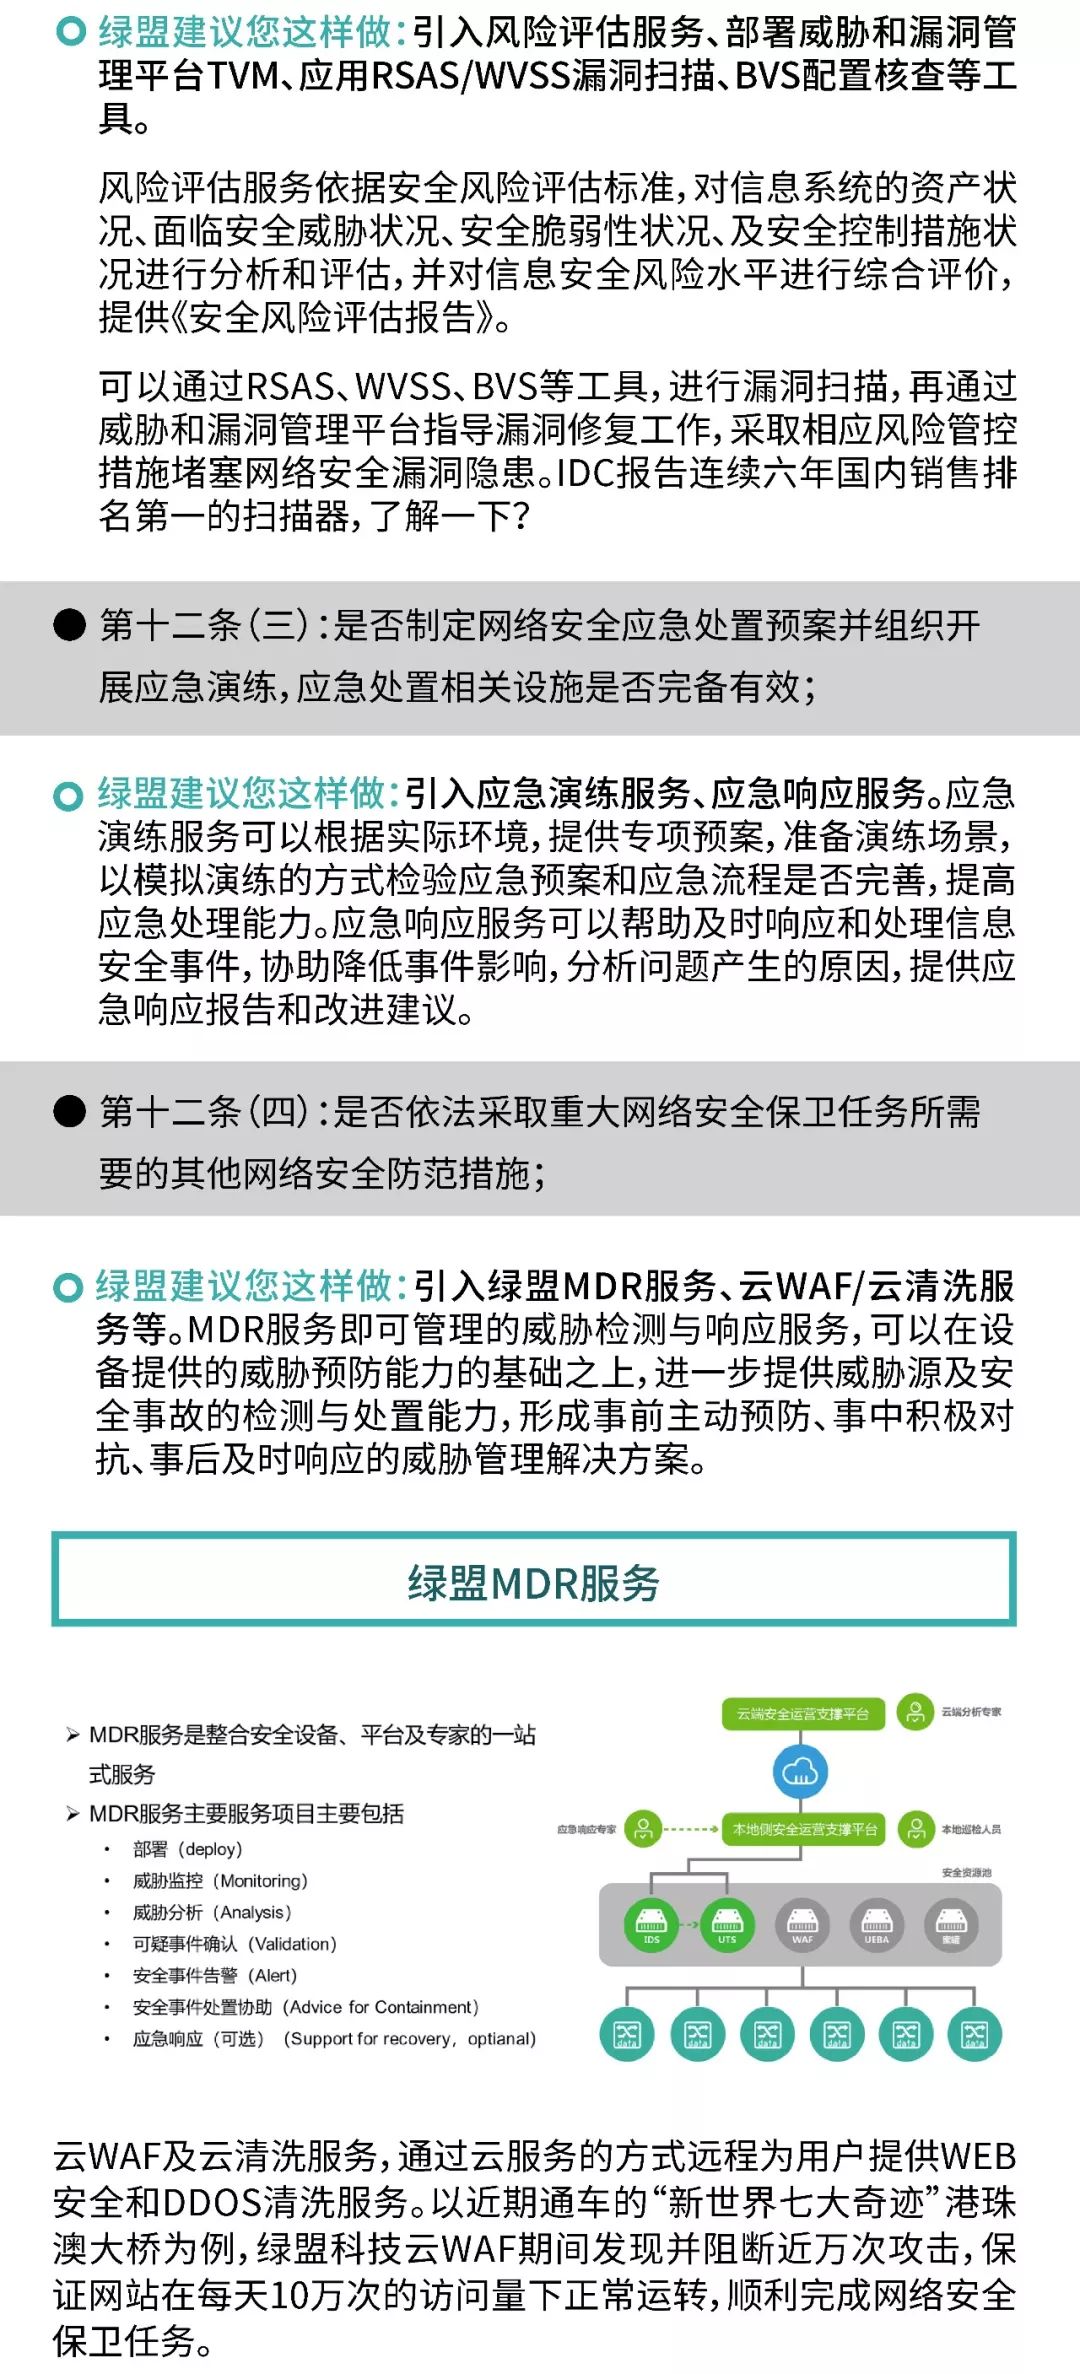 绿盟建议您这样做：引入风险评估服务、部署威胁和漏洞管
理平台TVM、应用RSAS/WVSS漏洞扫描、BVS配置核查等工
具。
风险评估服务依据安全风险评估标准，对信息系统的资产状
况、面临安全威胁状况、安全脆弱性状况、及安全控制措施状
况进行分析和评估，并对信息安全风险水平进行综合评价，
提供《安全风险评估报告》。
可以通过RSAS、WVSS、BVS等工具，进行漏洞扫描，再通过
威胁和漏洞管理平台指导漏洞修复工作，采取相应风险管控
措施堵塞网络安全漏洞隐患。IDC报告连续六年国内销售排
名第一的扫描器，了解一下？
● 第十二条（三）：是否制定网络安全应急处置预案并组织开
展应急演练，应急处置相关设施是否完备有效；
绿盟建议您这样做：引入应急演练服务、应急响应服务。应急
演练服务可以根据实际环境，提供专项预案，准备演练场景，
以模拟演练的方式检验应急预案和应急流程是否完善，提高
应急处理能力。应急响应服务可以帮助及时响应和处理信息
安全事件，协助降低事件影响，分析问题产生的原因，提供应
急响应报告和改进建议。
● 第十二条（四）：是否依法采取重大网络安全保卫任务所需
要的其他网络安全防范措施；
绿盟建议您这样做：引入绿盟MDR服务、云WAF/云清洗服
务等。MDR服务即可管理的威胁检测与响应服务，可以在设
备提供的威胁预防能力的基础之上，进一步提供威胁源及安
全事故的检测与处置能力，形成事前主动预防、事中积极对
抗、事后及时响应的威胁管理解决方案。
绿盟MDR服务
➢ MDR服务是整合安全设备、平台及专家的一站
式服务
➢ MDR服务主要服务项目主要包括
• 部署（deploy）
• 威胁监控（Monitoring）
• 威胁分析（Analysis）
• 可疑事件确认（Validation）
• 安全事件告警（Alert）
• 安全事件处置协助（Advice for Containment）
• 应急响应（可选）（Support for recovery，optianal）
云端安全运营支撑平台
云端分析专家
应急响应专家
本地侧安全运营支撑平台
本地巡检人员
安全资源池
IDS
UTS
WAF
UEBA
蜜罐
data
data
data
data
data
data
云WAF及云清洗服务，通过云服务的方式远程为用户提供WEB
安全和DDOS清洗服务。以近期通车的“新世界七大奇迹”港珠
澳大桥为例，绿盟科技云WAF期间发现并阻断近万次攻击，保
证网站在每天10万次的访问量下正常运转，顺利完成网络安全
保卫任务。